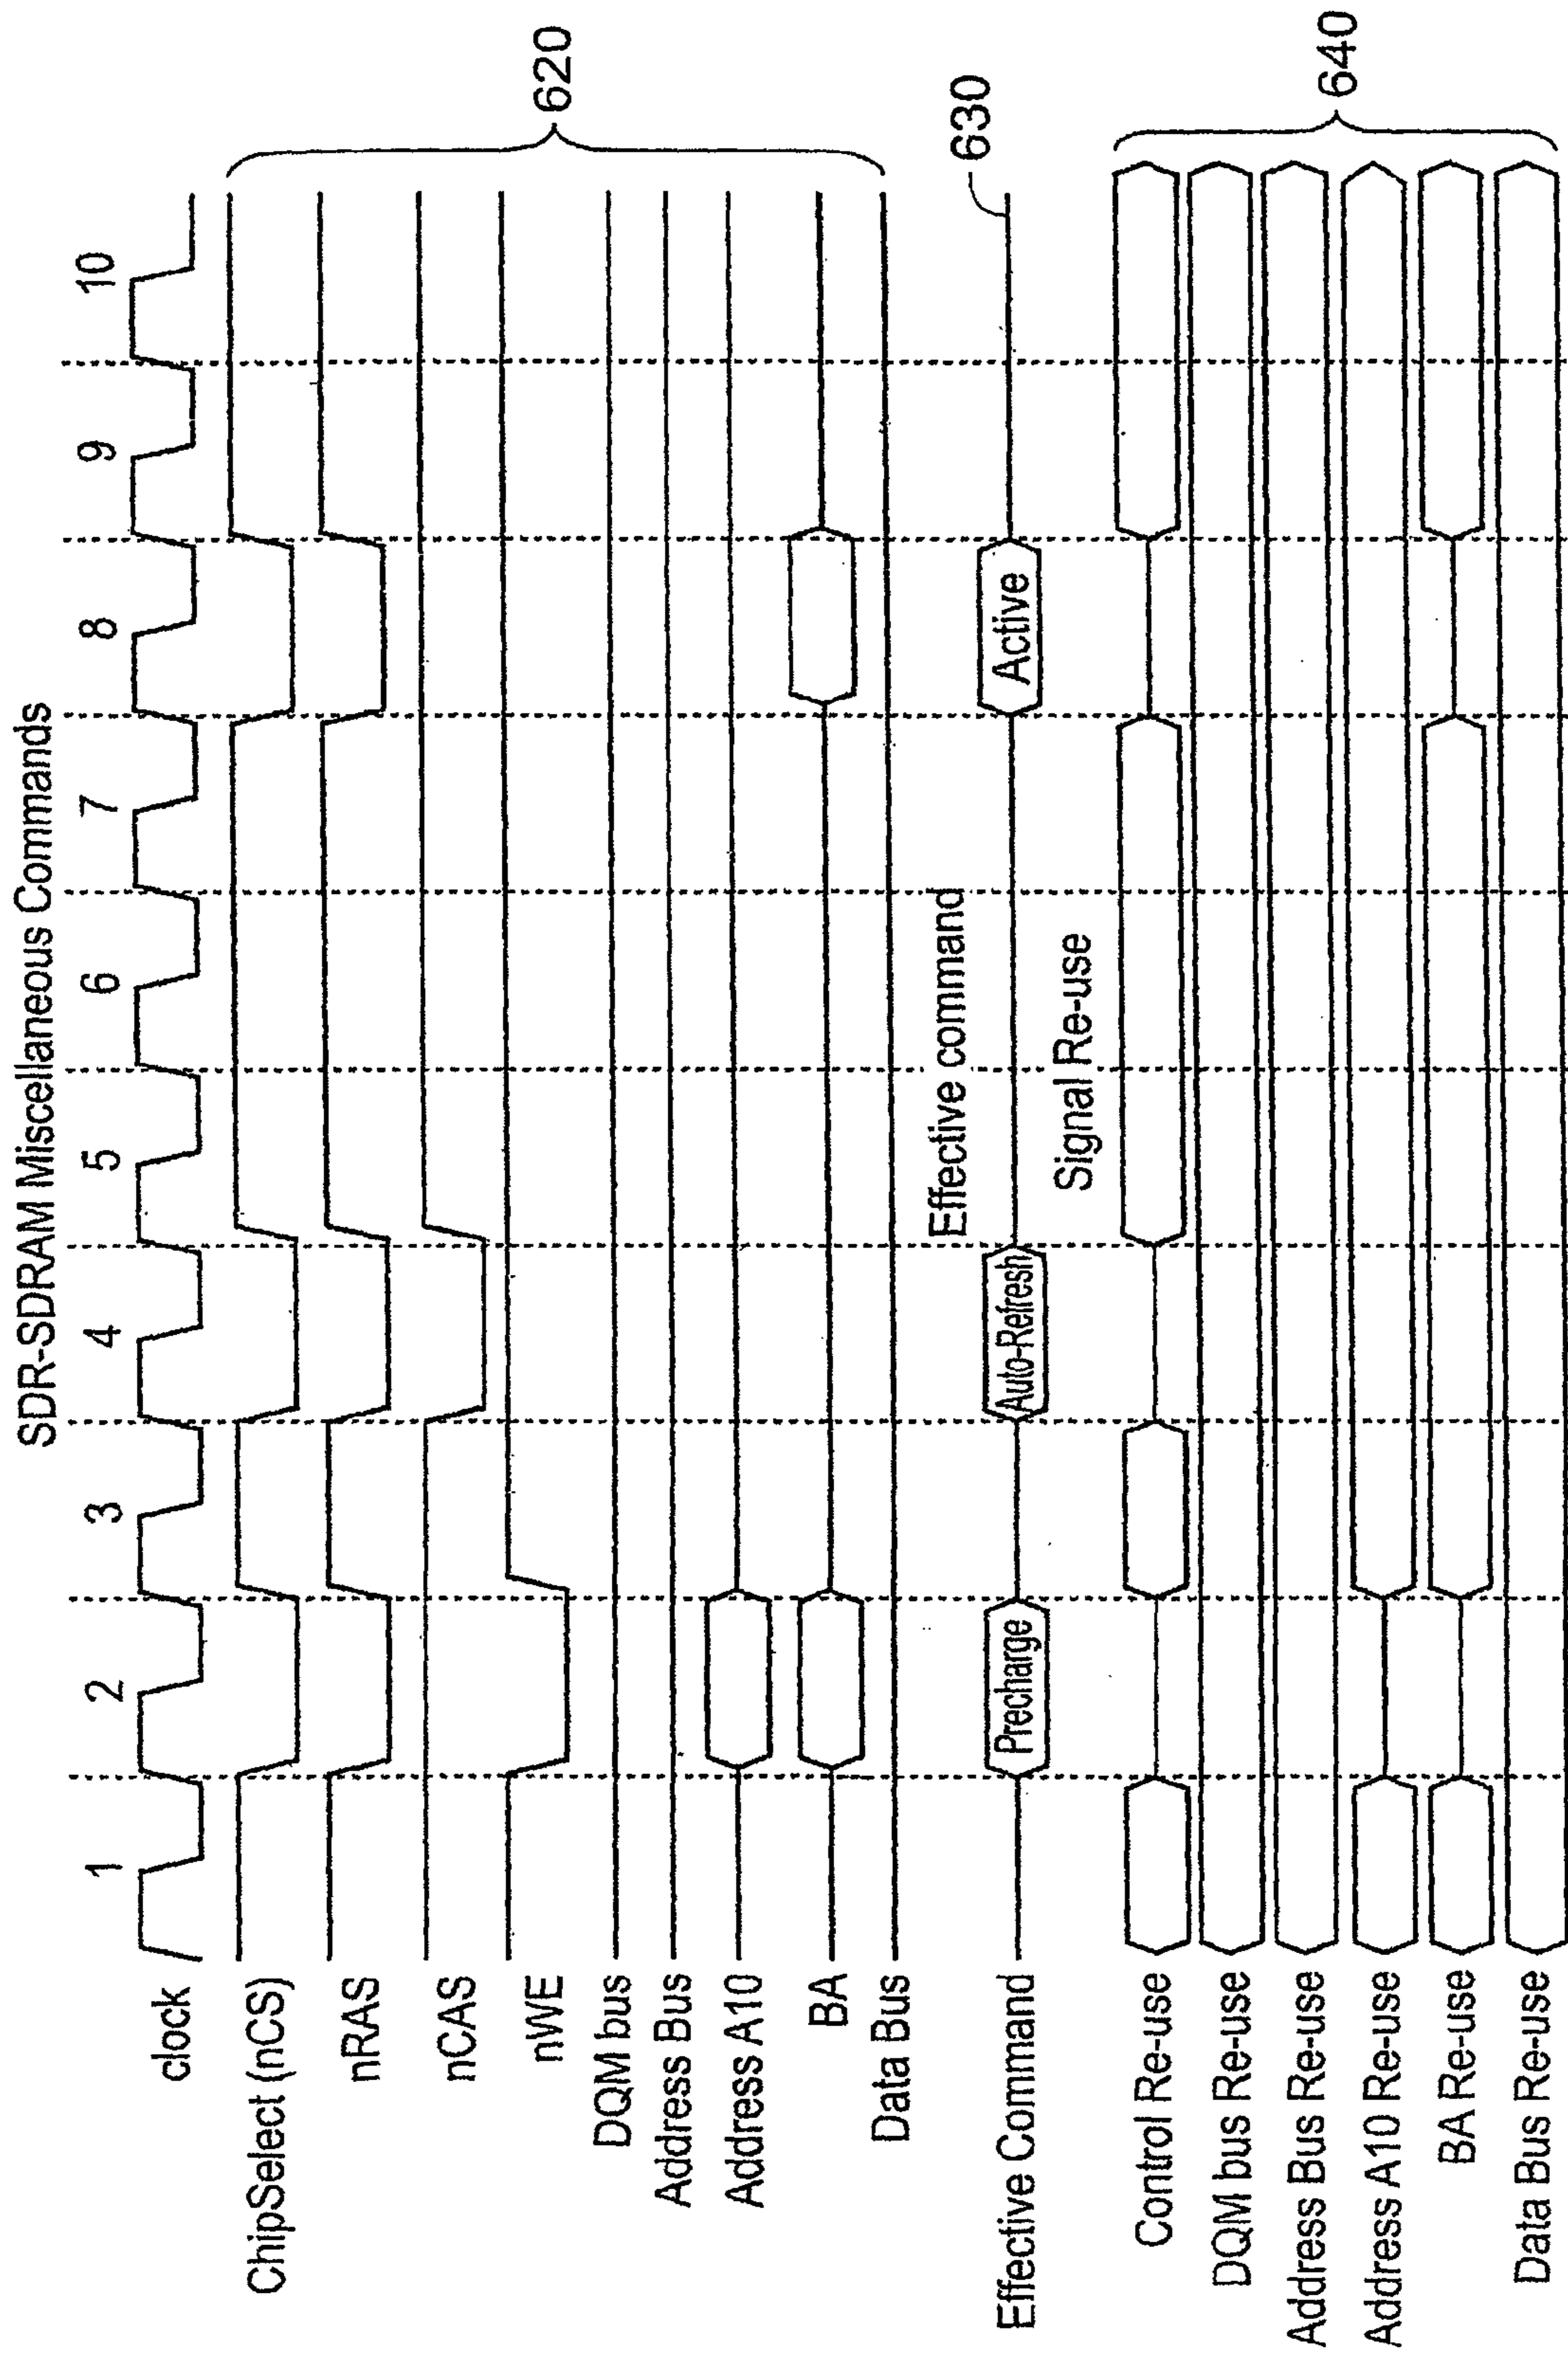 SDR-SDRAM Miscellaneous Commands
1 2 3 4 5 6 7 8 9 10
clock
ChipSelect (nCS)
nRAS
nCAS
nWE
DQM bus
Address Bus
Address A10
BA
Data Bus
620
Effective command
Effective Command
Precharge
Auto-Refresh
Active
630
Signal Re-use
Control Re-use
DQM bus Re-use
Address Bus Re-use
Address A10 Re-use
BA Re-use
Data Bus Re-use
640